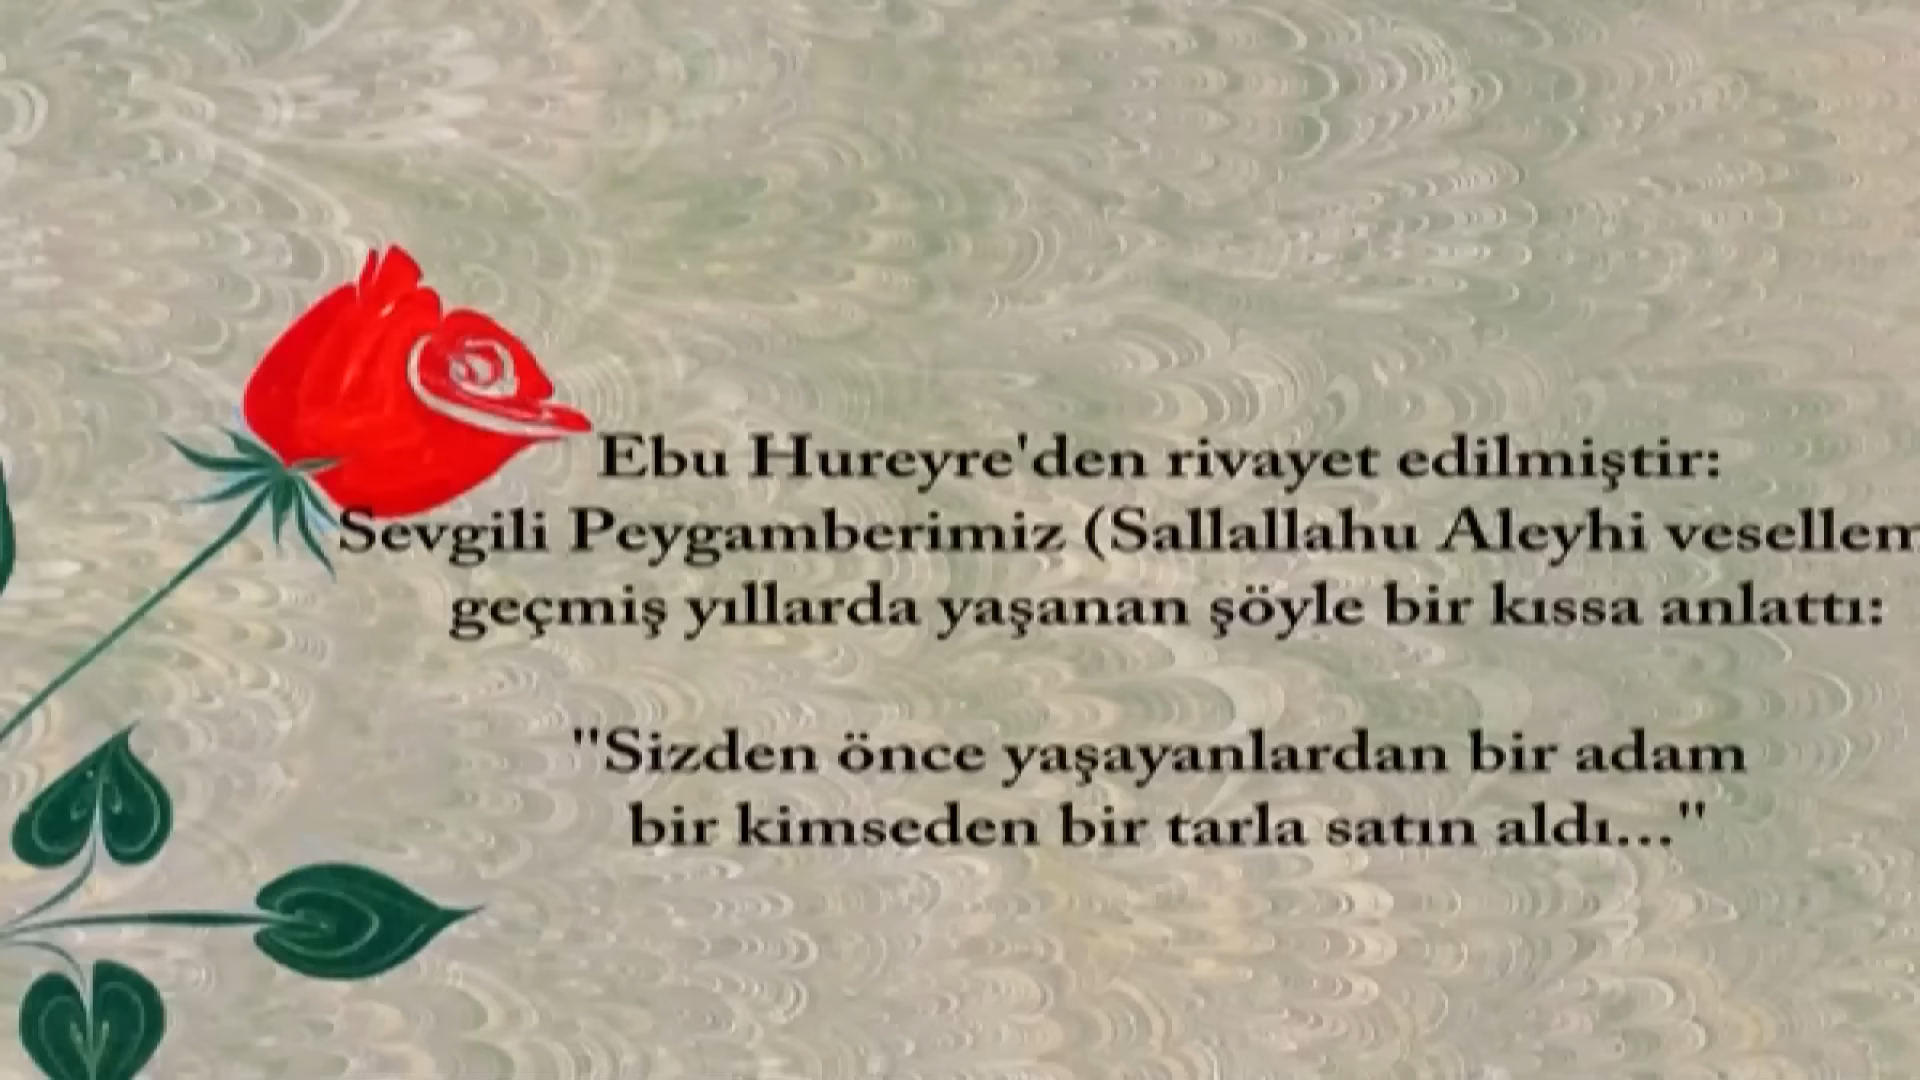 Ebu Hureyre'den rivayet edilmiştir:
Sevgili Peygamberimiz (Sallallahu Aleyhi vesellem
geçmiş yıllarda yaşanan şöyle bir kıssa anlattı:
"Sizden önce yaşayanlardan bir adam
bir kimseden bir tarla satın aldı..."